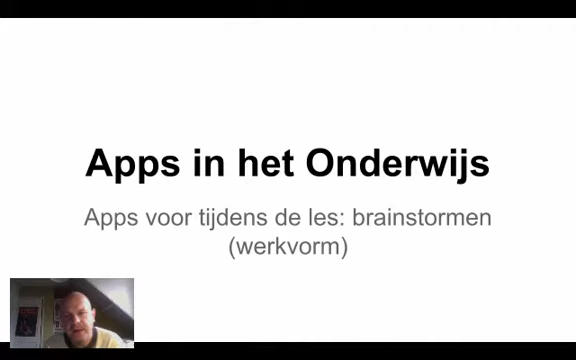 Apps in het Onderwijs
Apps voor tijdens de les: brainstormen
(werkvorm)